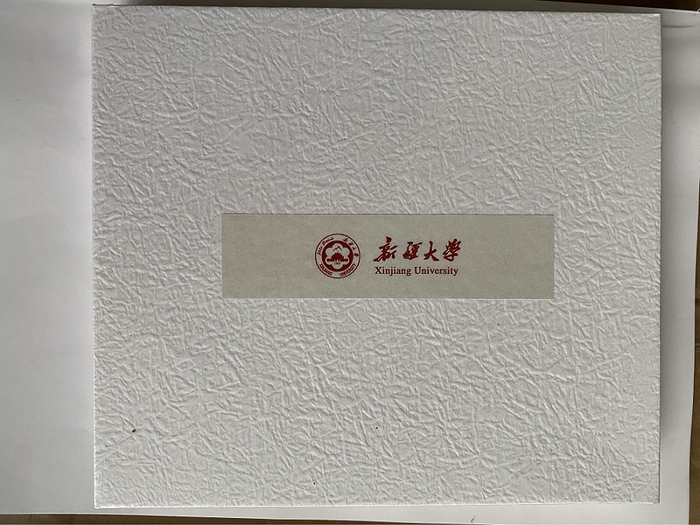 新疆大学
Xinjiang University